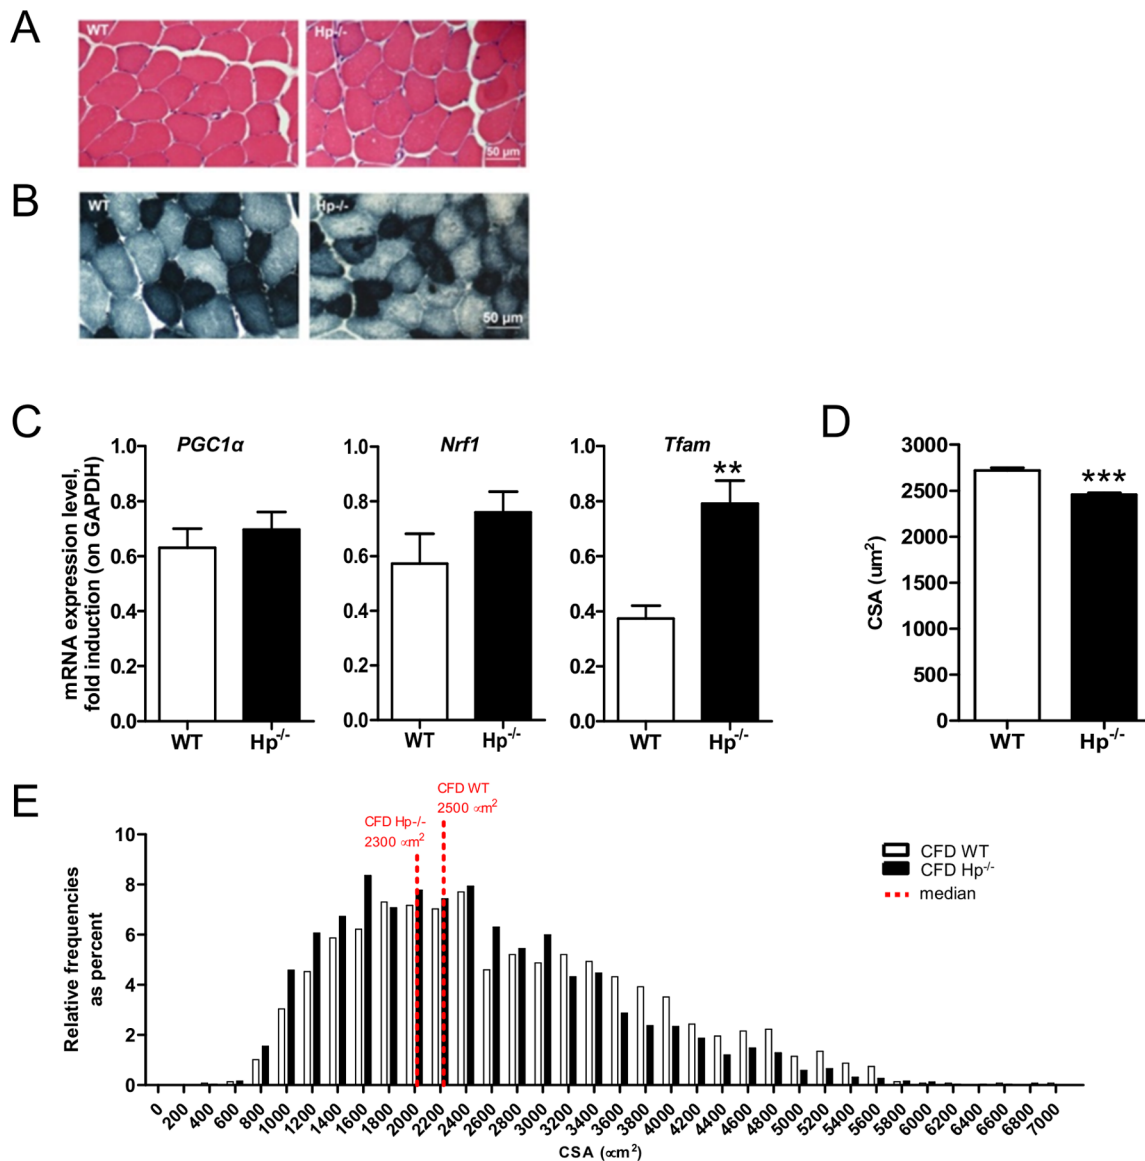 A
WT
Hp-/-
50 µm
B
WT
Hp-/-
50 µm
C
mRNA expression level,
fold induction (on GAPDH)
PGC1α
1.0
0.8
0.6
0.4
0.2
0.0
WT
Hp-/-
Nrf1
1.0
0.8
0.6
0.4
0.2
0.0
WT
Hp-/-
Tfam
**
1.0
0.8
0.6
0.4
0.2
0.0
WT
Hp-/-
D
CSA (um²)
3000
2500
2000
1500
1000
500
0
***
WT
Hp-/-
E
CFD WT
2500 ∝m²
CFD Hp-/-
2300 ∝m²
Relative frequencies
as percent
10
8
6
4
2
0
CFD WT
CFD Hp-/-
median
0 200 400 600 800 1000 1200 1400 1600 1800 2000 2200 2400 2600 2800 3000 3200 3400 3600 3800 4000 4200 4400 4600 4800 5000 5200 5400 5600 5800 6000 6200 6400 6600 6800 7000
CSA (∝m²)